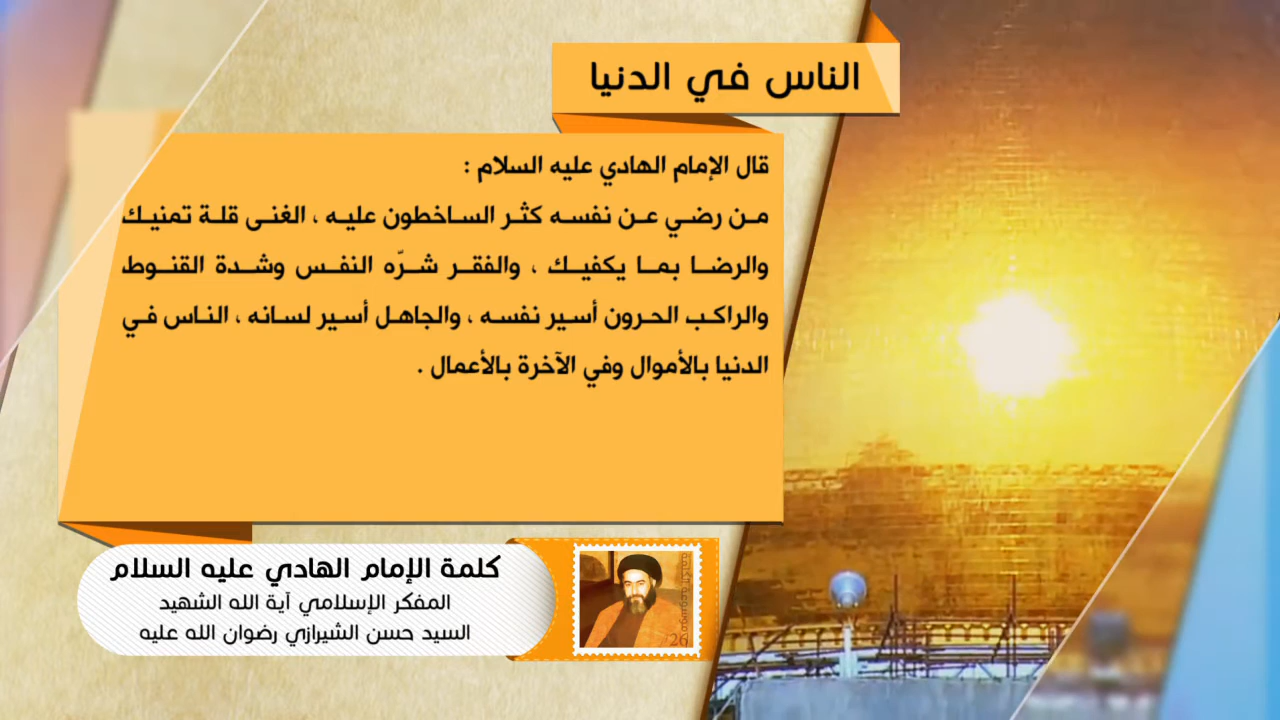 الناس في الدنيا
قال الإمام الهادي عليه السلام :
من رضي عن نفسه كثر الساخطون عليه ، الغنى قلة تمنيك
والرضا بما يكفيك ، والفقر شرّه النفس وشدة القنوط
والراكب الحرون أسير نفسه ، والجاهل أسير لسانه ، الناس في
الدنيا بالأموال وفي الآخرة بالأعمال .
كلمة الإمام الهادي عليه السلام
المفكر الإسلامي آية الله الشهيد
السيد حسن الشيرازي رضوان الله عليه
26